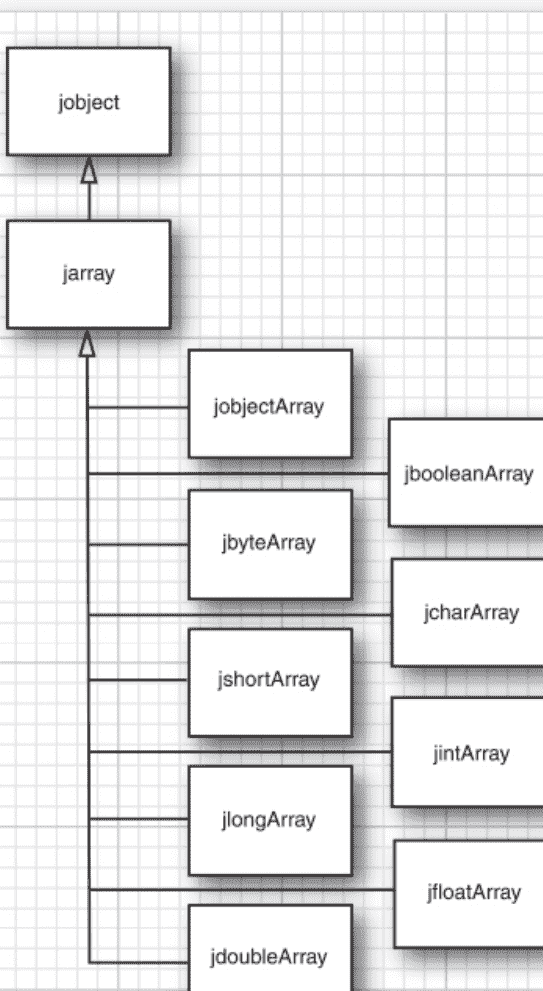 jobject
jarray
jobjectArray
jbooleanArray
jbyteArray
jcharArray
jshortArray
jintArray
jlongArray
jfloatArray
jdoubleArray